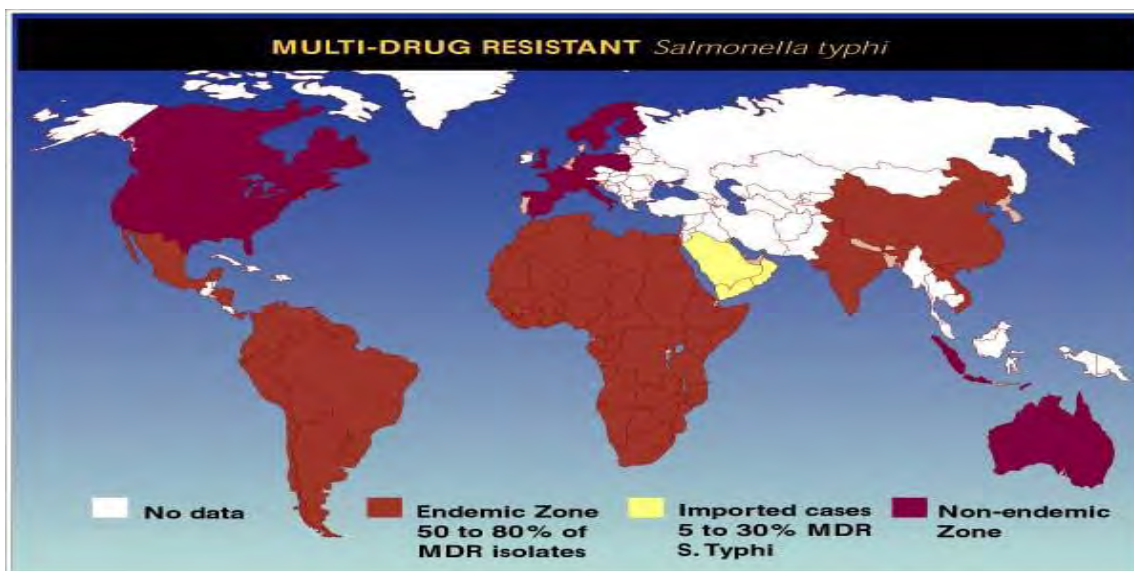 MULTI-DRUG RESISTANT Salmonella typhi
No data
Endemic Zone
50 to 80% of
MDR isolates
Imported cases
5 to 30% MDR
S. Typhi
Non-endemic
Zone